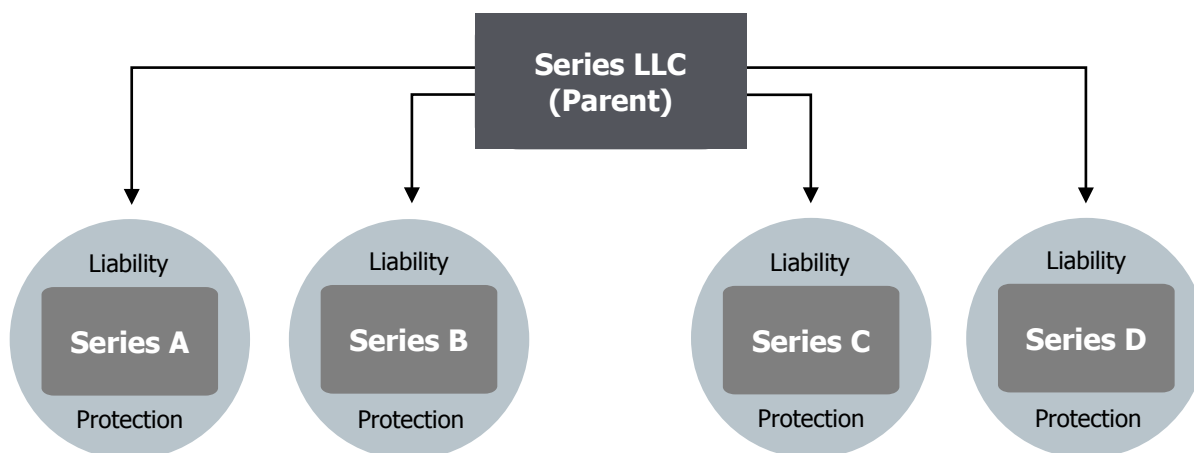 Series LLC
(Parent)
Liability
Series A
Protection
Liability
Series B
Protection
Liability
Series C
Protection
Liability
Series D
Protection